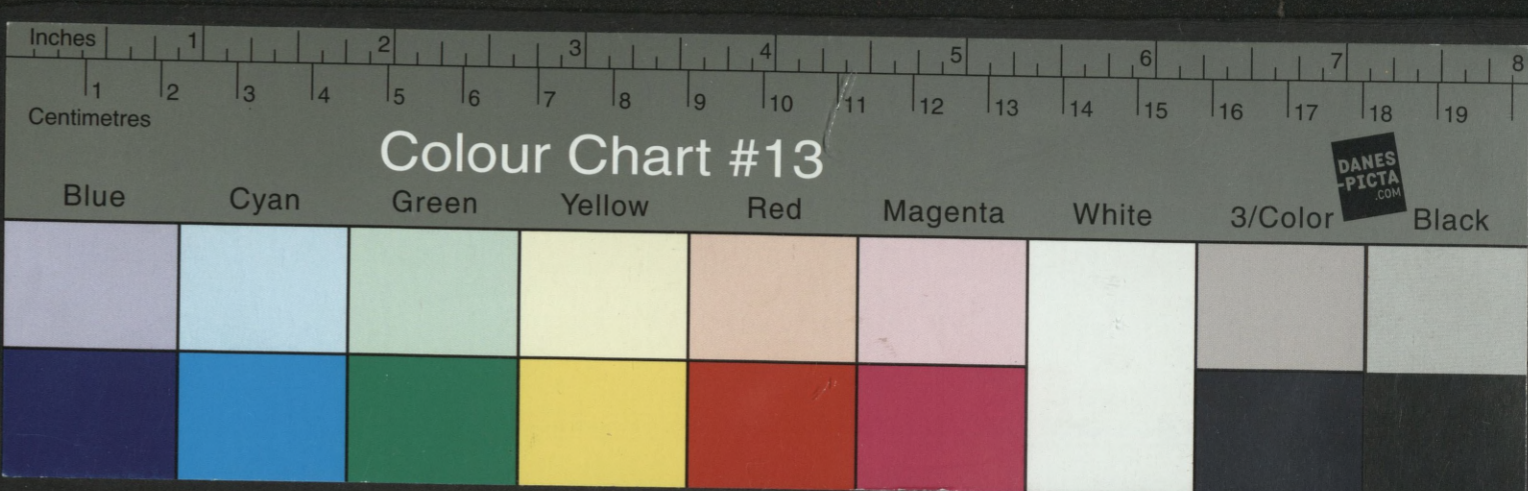 Inches 1 2 3 4 5 6 7 8
1 2 3 4 5 6 7 8 9 10 11 12 13 14 15 16 17 18 19
Centimetres
Colour Chart #13
DANES
-PICTA
.COM
Blue Cyan Green Yellow Red Magenta White 3/Color Black